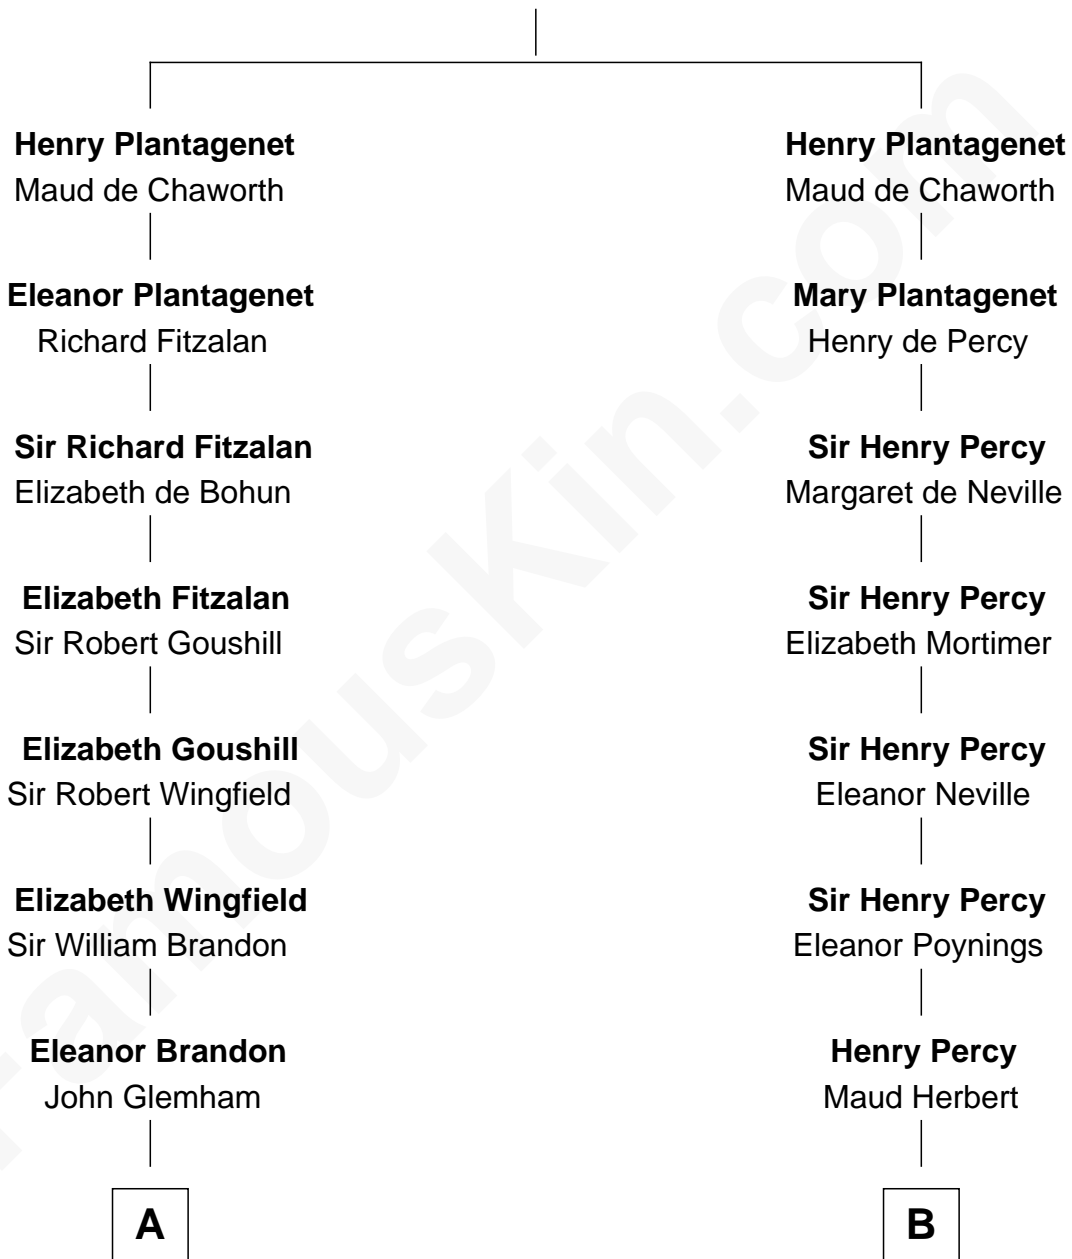 Henry Plantagenet
Maud de Chaworth
Eleanor Plantagenet
Richard Fitzalan
Sir Richard Fitzalan
Elizabeth de Bohun
Elizabeth Fitzalan
Sir Robert Goushill
Elizabeth Goushill
Sir Robert Wingfield
Elizabeth Wingfield
Sir William Brandon
Eleanor Brandon
John Glemham
A
Henry Plantagenet
Maud de Chaworth
Mary Plantagenet
Henry de Percy
Sir Henry Percy
Margaret de Neville
Sir Henry Percy
Elizabeth Mortimer
Sir Henry Percy
Eleanor Neville
Sir Henry Percy
Eleanor Poynings
Henry Percy
Maud Herbert
B
FamousKin.com